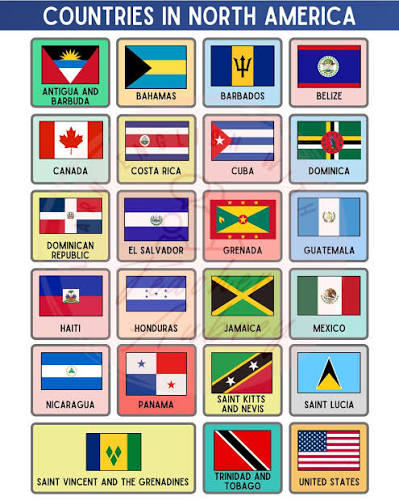 COUNTRIES IN NORTH AMERICA
ANTIGUA AND
BARBUDA
BAHAMAS
BARBADOS
BELIZE
CANADA
COSTA RICA
CUBA
DOMINICA
DOMINICAN
REPUBLIC
EL SALVADOR
GRENADA
GUATEMALA
HAITI
HONDURAS
JAMAICA
MEXICO
NICARAGUA
PANAMA
SAINT KITTS
AND NEVIS
SAINT LUCIA
SAINT VINCENT AND THE GRENADINES
TRINIDAD AND
TOBAGO
UNITED STATES